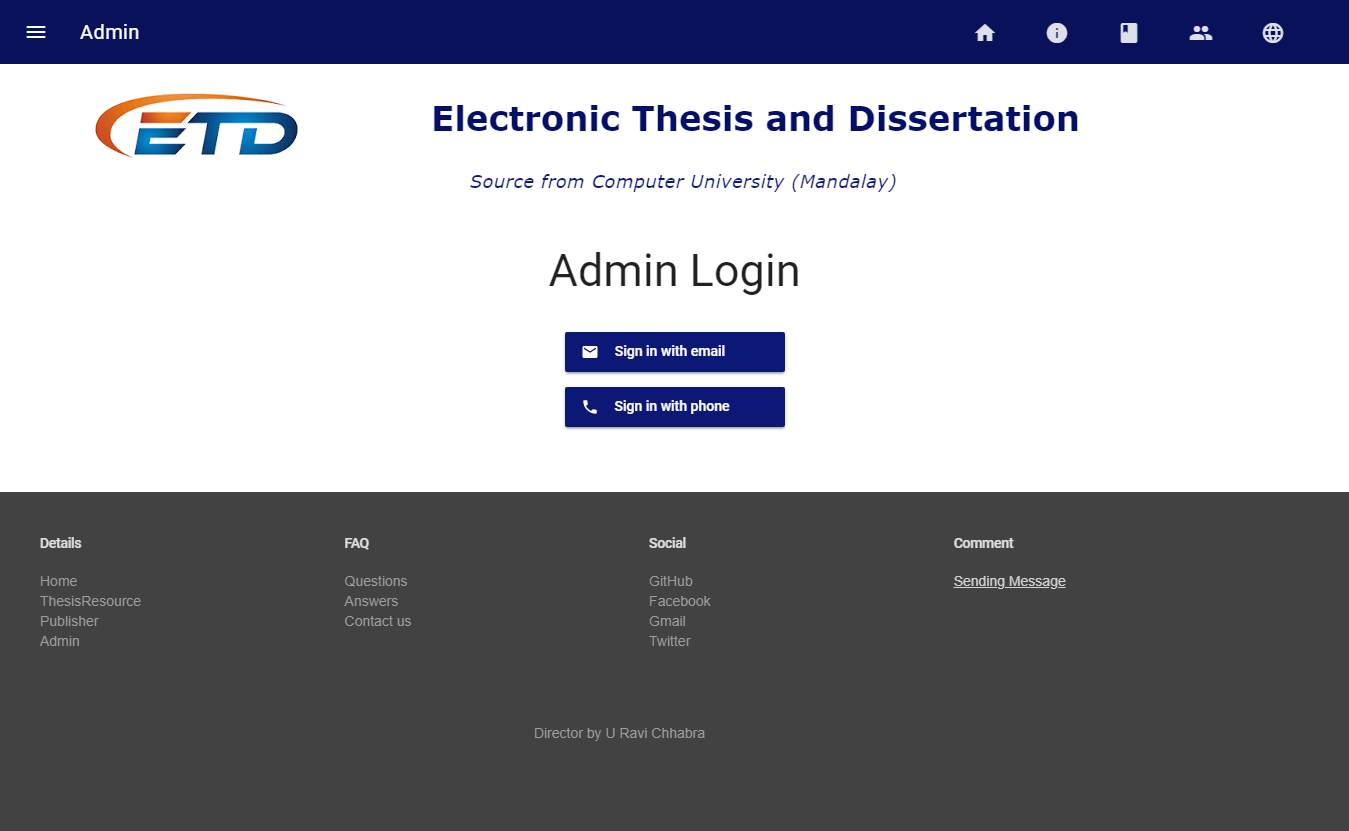 Admin
ETD
Electronic Thesis and Dissertation
Source from Computer University (Mandalay)
Admin Login
Sign in with email
Sign in with phone
Details
Home
ThesisResource
Publisher
Admin
FAQ
Questions
Answers
Contact us
Social
GitHub
Facebook
Gmail
Twitter
Comment
Sending Message
Director by U Ravi Chhabra